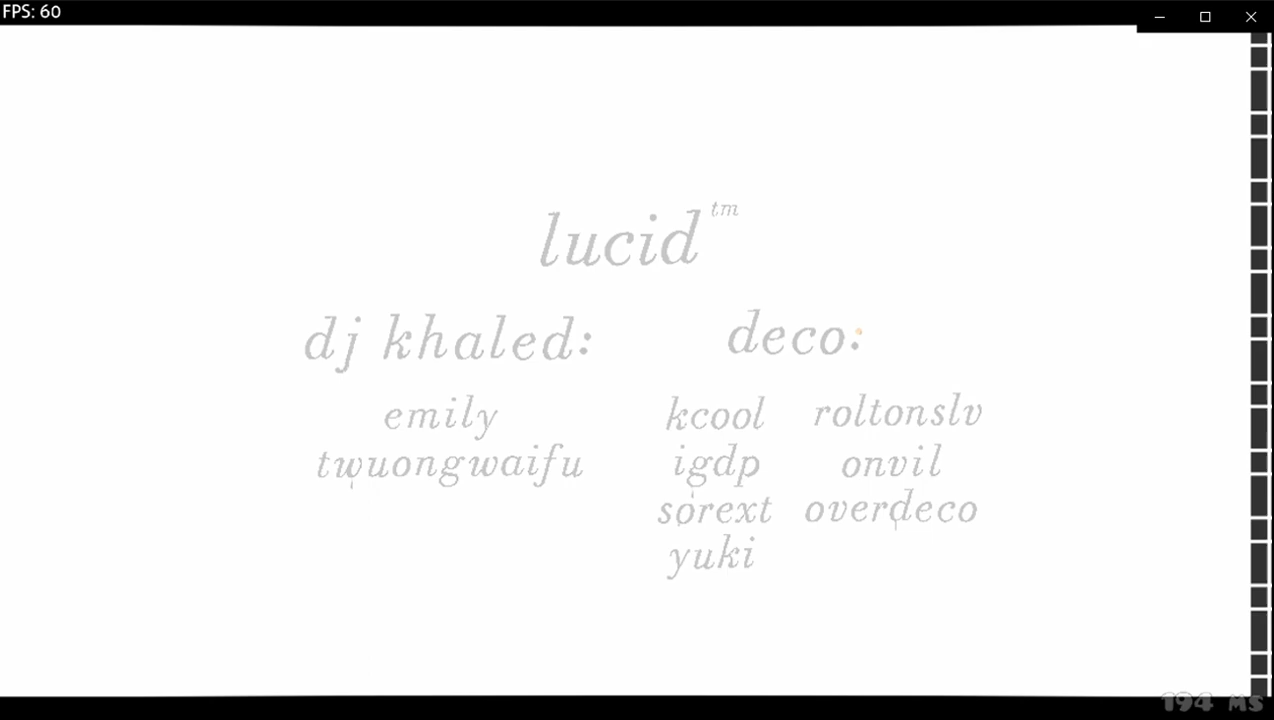 FPS: 60
lucid tm
dj khaled:
emily
twuongwaifu
deco:
kcool
igdp
sorext
yuki
roltonslv
onvil
overdeco
194 ms